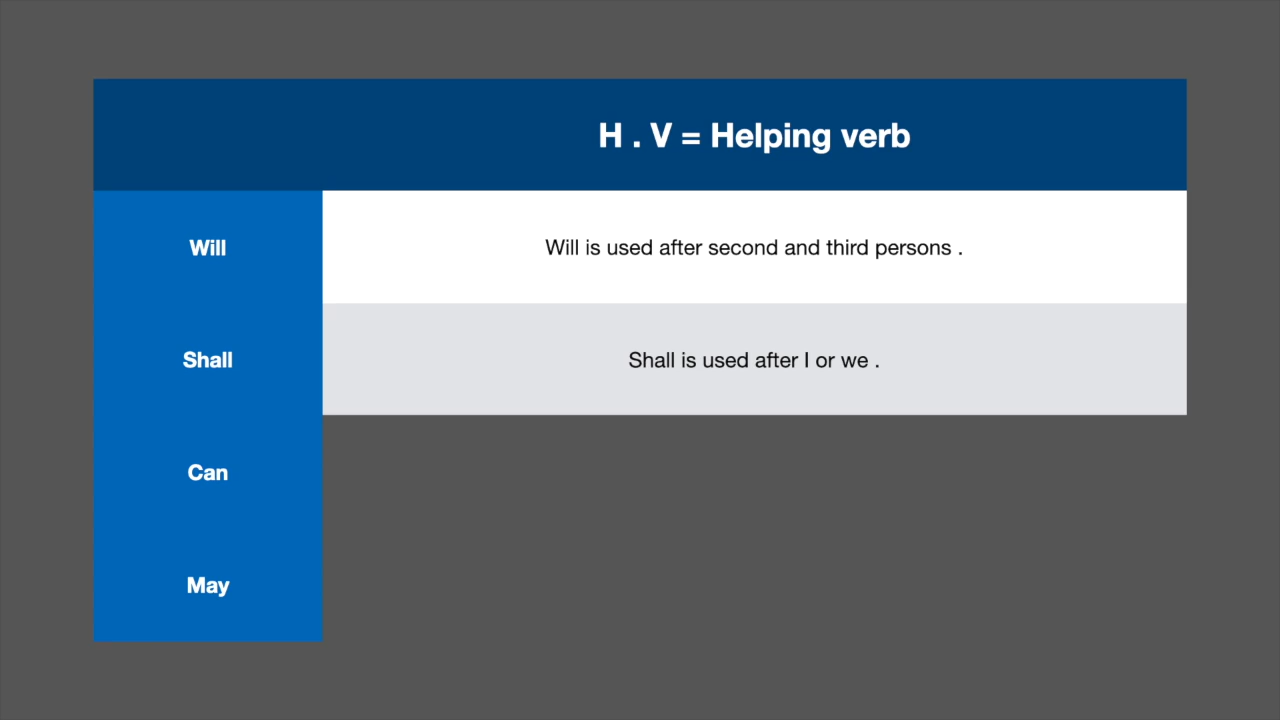 H . V = Helping verb
Will
Will is used after second and third persons .
Shall
Shall is used after I or we .
Can
May